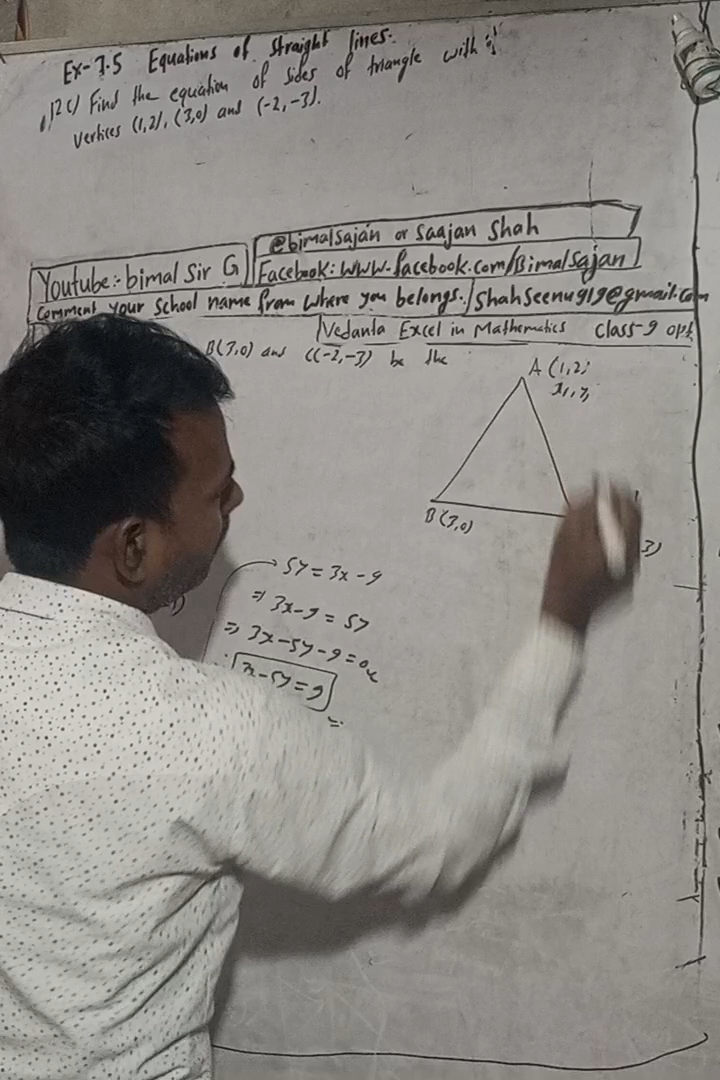 Ex-7.5 Equations of straight lines.
12 c) Find the equation of sides of triangle with
vertices (1,2), (3,0) and (-2,-3).
@bimalsajan or Saajan Shah
Youtube:- bimal Sir G
Facebook: WWW.facebook.com/Bimalsajan
Comment your School name from where you belongs. shahseenu919@gmail.com
Vedanta Excel in Mathematics Class-9 opt
B(3,0) and C(-2,-3) be the
A (1,2)
x₁, y₁
B(3,0)
3)
5y = 3x - 9
⇒ 3x-9 = 5y
⇒ 3x-5y-9=0
3x-5y=9